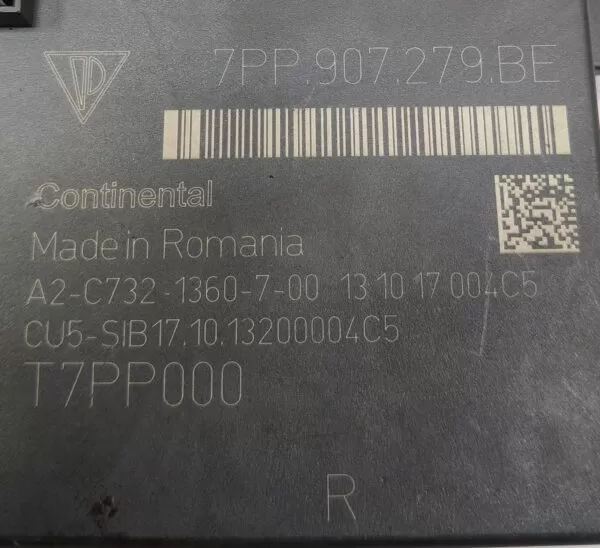 7PP.907.279.BE
Continental
Made in Romania
A2-C732-1360-7-00 13 10 17 004C5
CU5-SIB17.10.13200004C5
T7PP000
R